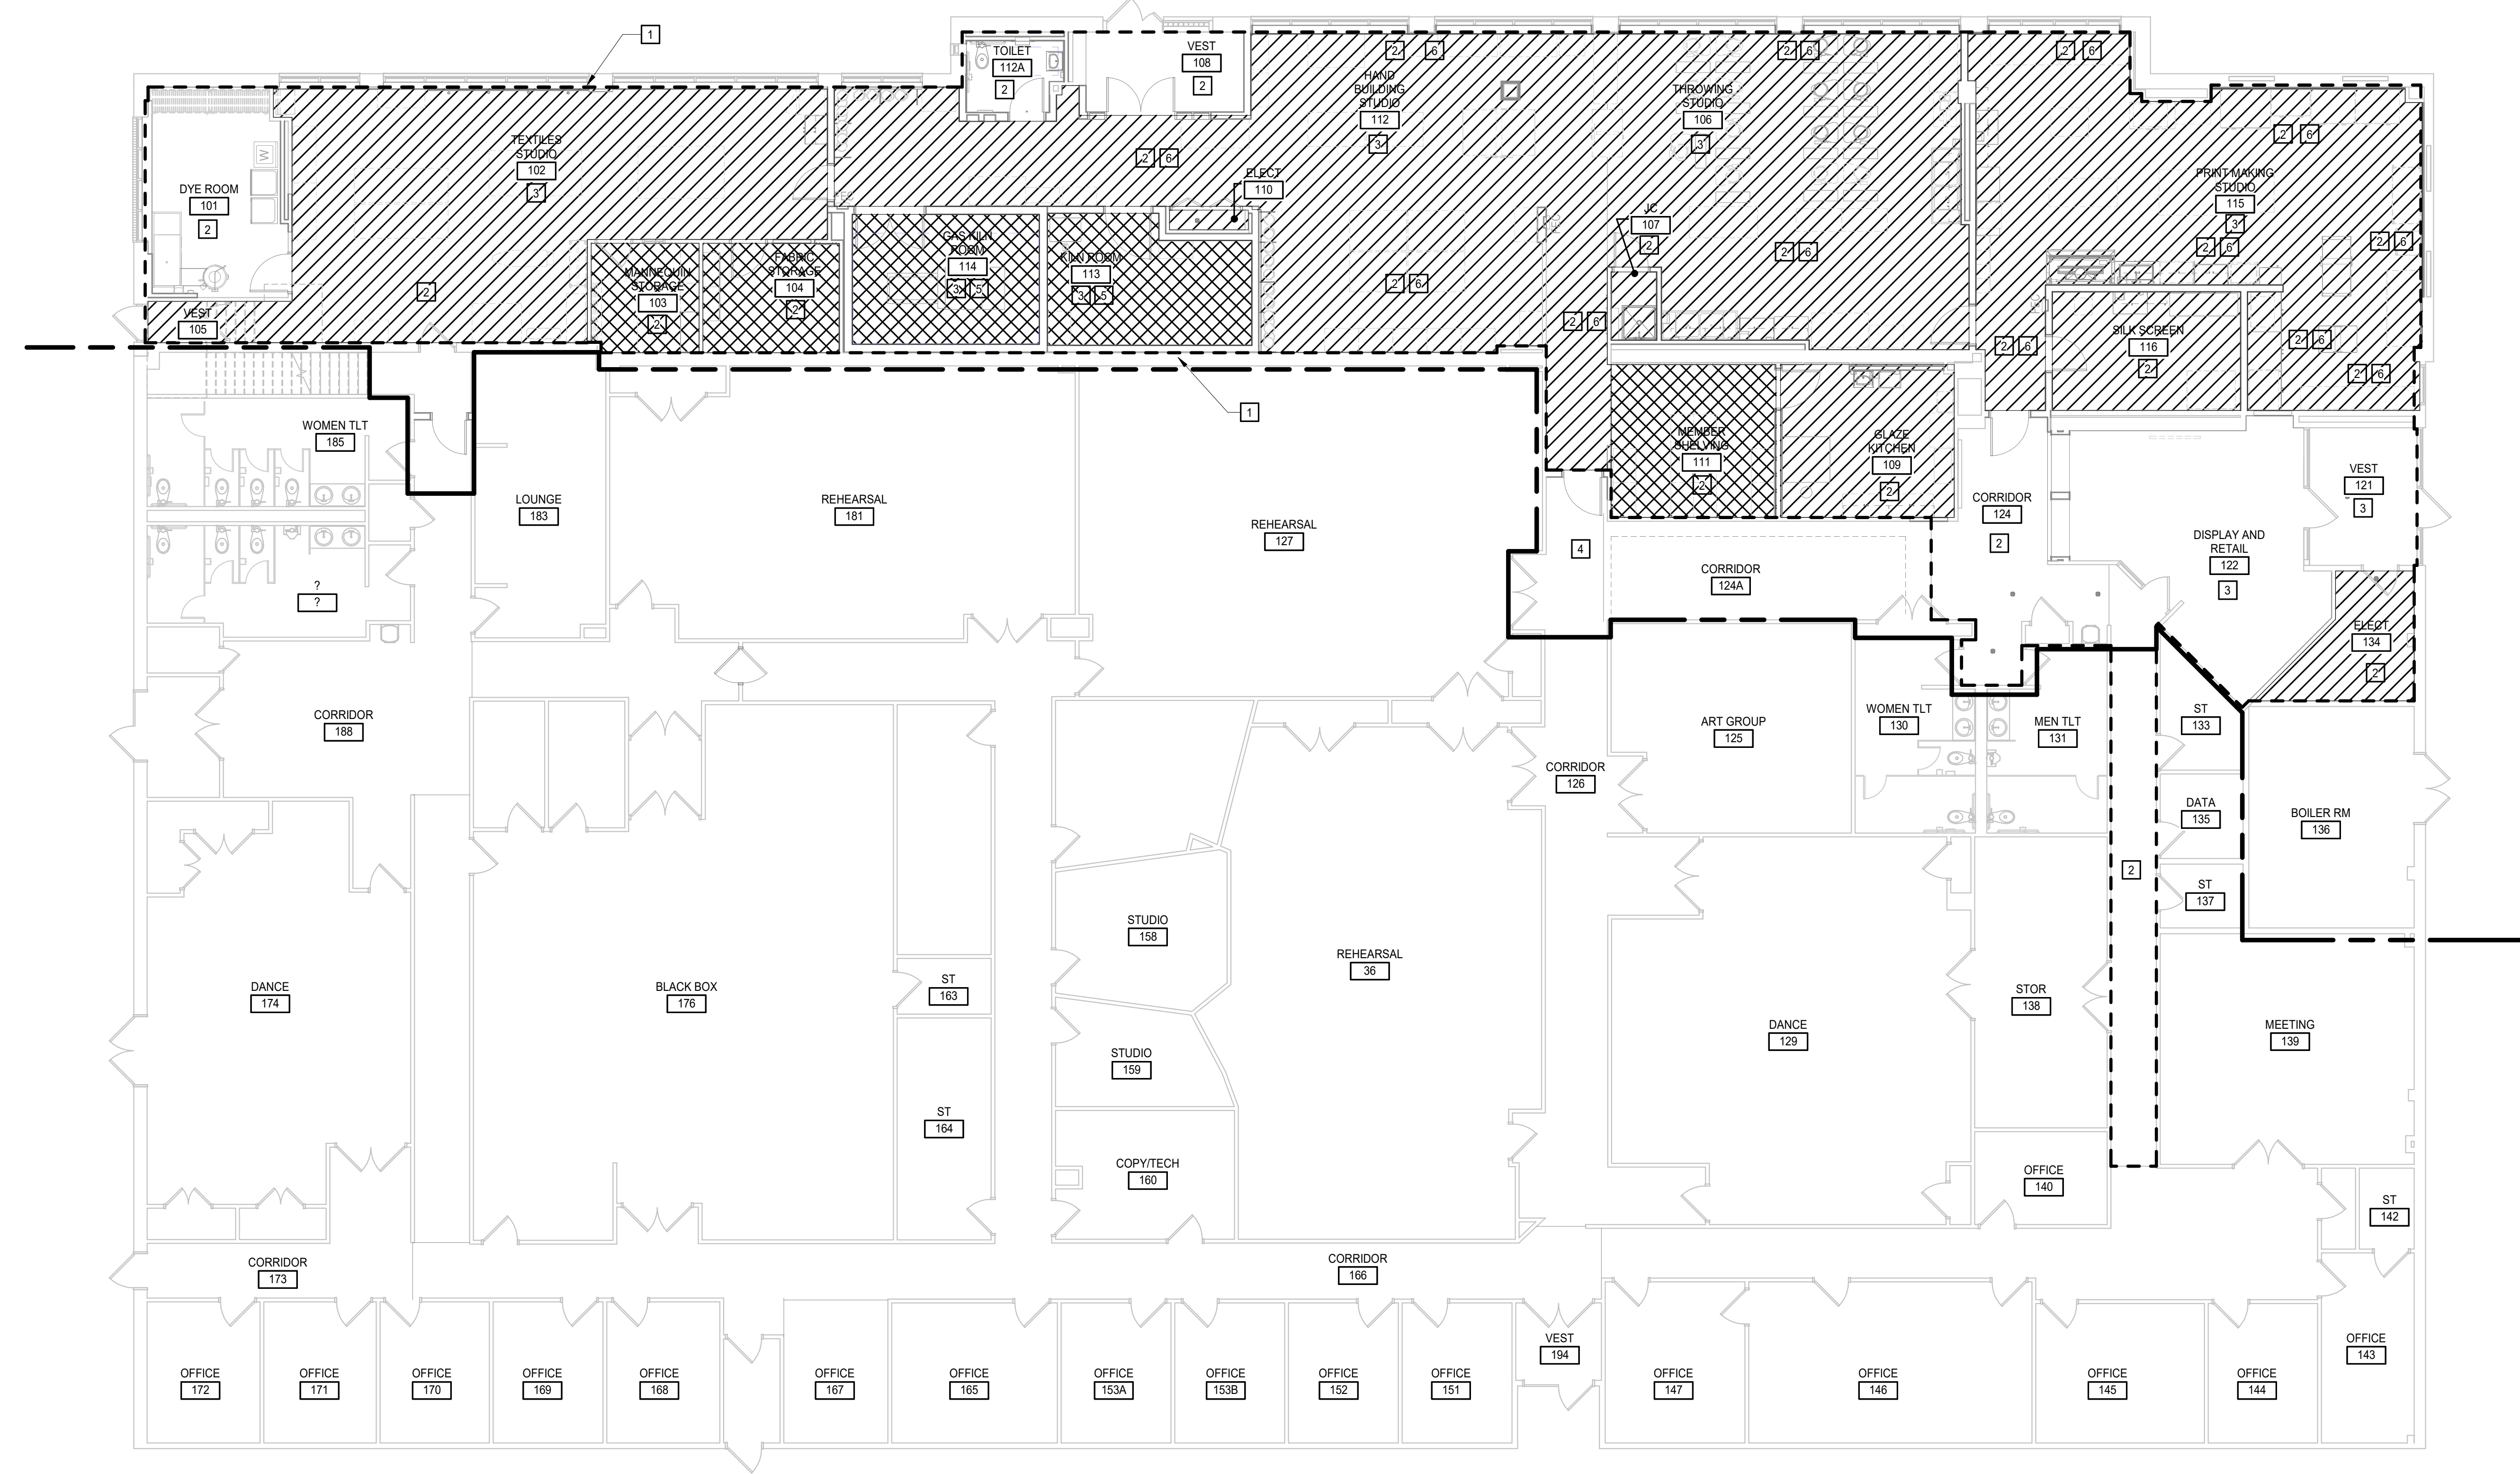 1
TOILET
112A
2
VEST
108
2
2
6
2
6
2
6
HAND
BUILDING
STUDIO
112
3
THROWING
STUDIO
106
3
TEXTILES
STUDIO
102
3
W
2
6
2
6
PRINT MAKING
STUDIO
115
3
2
6
2
6
DYE ROOM
101
2
FEC
ELECT
110
JC
107
2
2
6
GAS KILN
ROOM
114
3
5
KILN ROOM
113
3
5
FABRIC
STORAGE
104
2
MANNEQUIN
STORAGE
103
2
2
2
6
VEST
105
2
6
2
6
SILK SCREEN
116
2
2
6
2
6
1
WOMEN TLT
185
MEMBER
SHELVING
111
2
GLAZE
KITCHEN
109
2
LOUNGE
183
REHEARSAL
181
REHEARSAL
127
CORRIDOR
124
2
VEST
121
3
4
DISPLAY AND
RETAIL
122
3
CORRIDOR
124A
?
?
ELECT
134
2
CORRIDOR
188
ART GROUP
125
WOMEN TLT
130
MEN TLT
131
ST
133
CORRIDOR
126
DATA
135
BOILER RM
136
2
ST
137
STUDIO
158
REHEARSAL
36
DANCE
174
BLACK BOX
176
ST
163
STOR
138
DANCE
129
MEETING
139
STUDIO
159
ST
164
COPY/TECH
160
OFFICE
140
ST
142
CORRIDOR
173
CORRIDOR
166
VEST
194
OFFICE
143
OFFICE
172
OFFICE
171
OFFICE
170
OFFICE
169
OFFICE
168
OFFICE
167
OFFICE
165
OFFICE
153A
OFFICE
153B
OFFICE
152
OFFICE
151
OFFICE
147
OFFICE
146
OFFICE
145
OFFICE
144